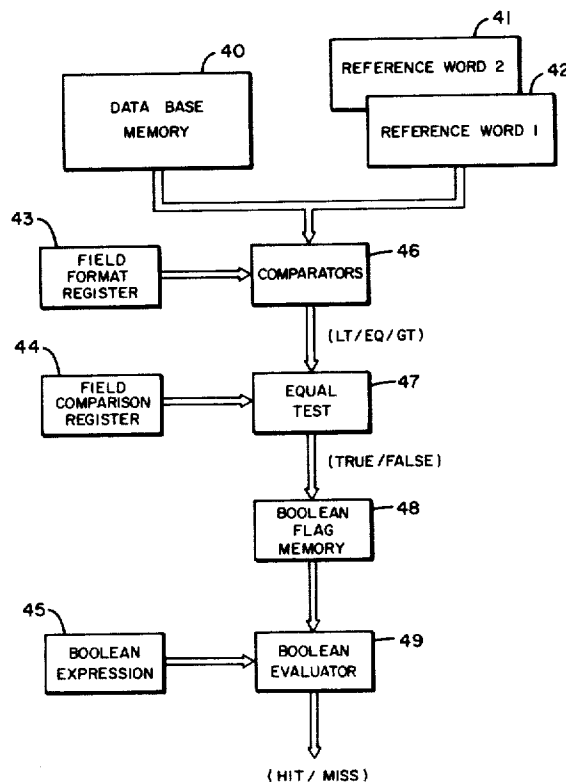 40
DATA BASE
MEMORY
41
REFERENCE WORD 2
42
REFERENCE WORD 1
43
FIELD
FORMAT
REGISTER
COMPARATORS
46
(LT/EQ/GT)
44
FIELD
COMPARISON
REGISTER
EQUAL
TEST
47
(TRUE/FALSE)
BOOLEAN
FLAG
MEMORY
48
45
BOOLEAN
EXPRESSION
BOOLEAN
EVALUATOR
49
(HIT / MISS)